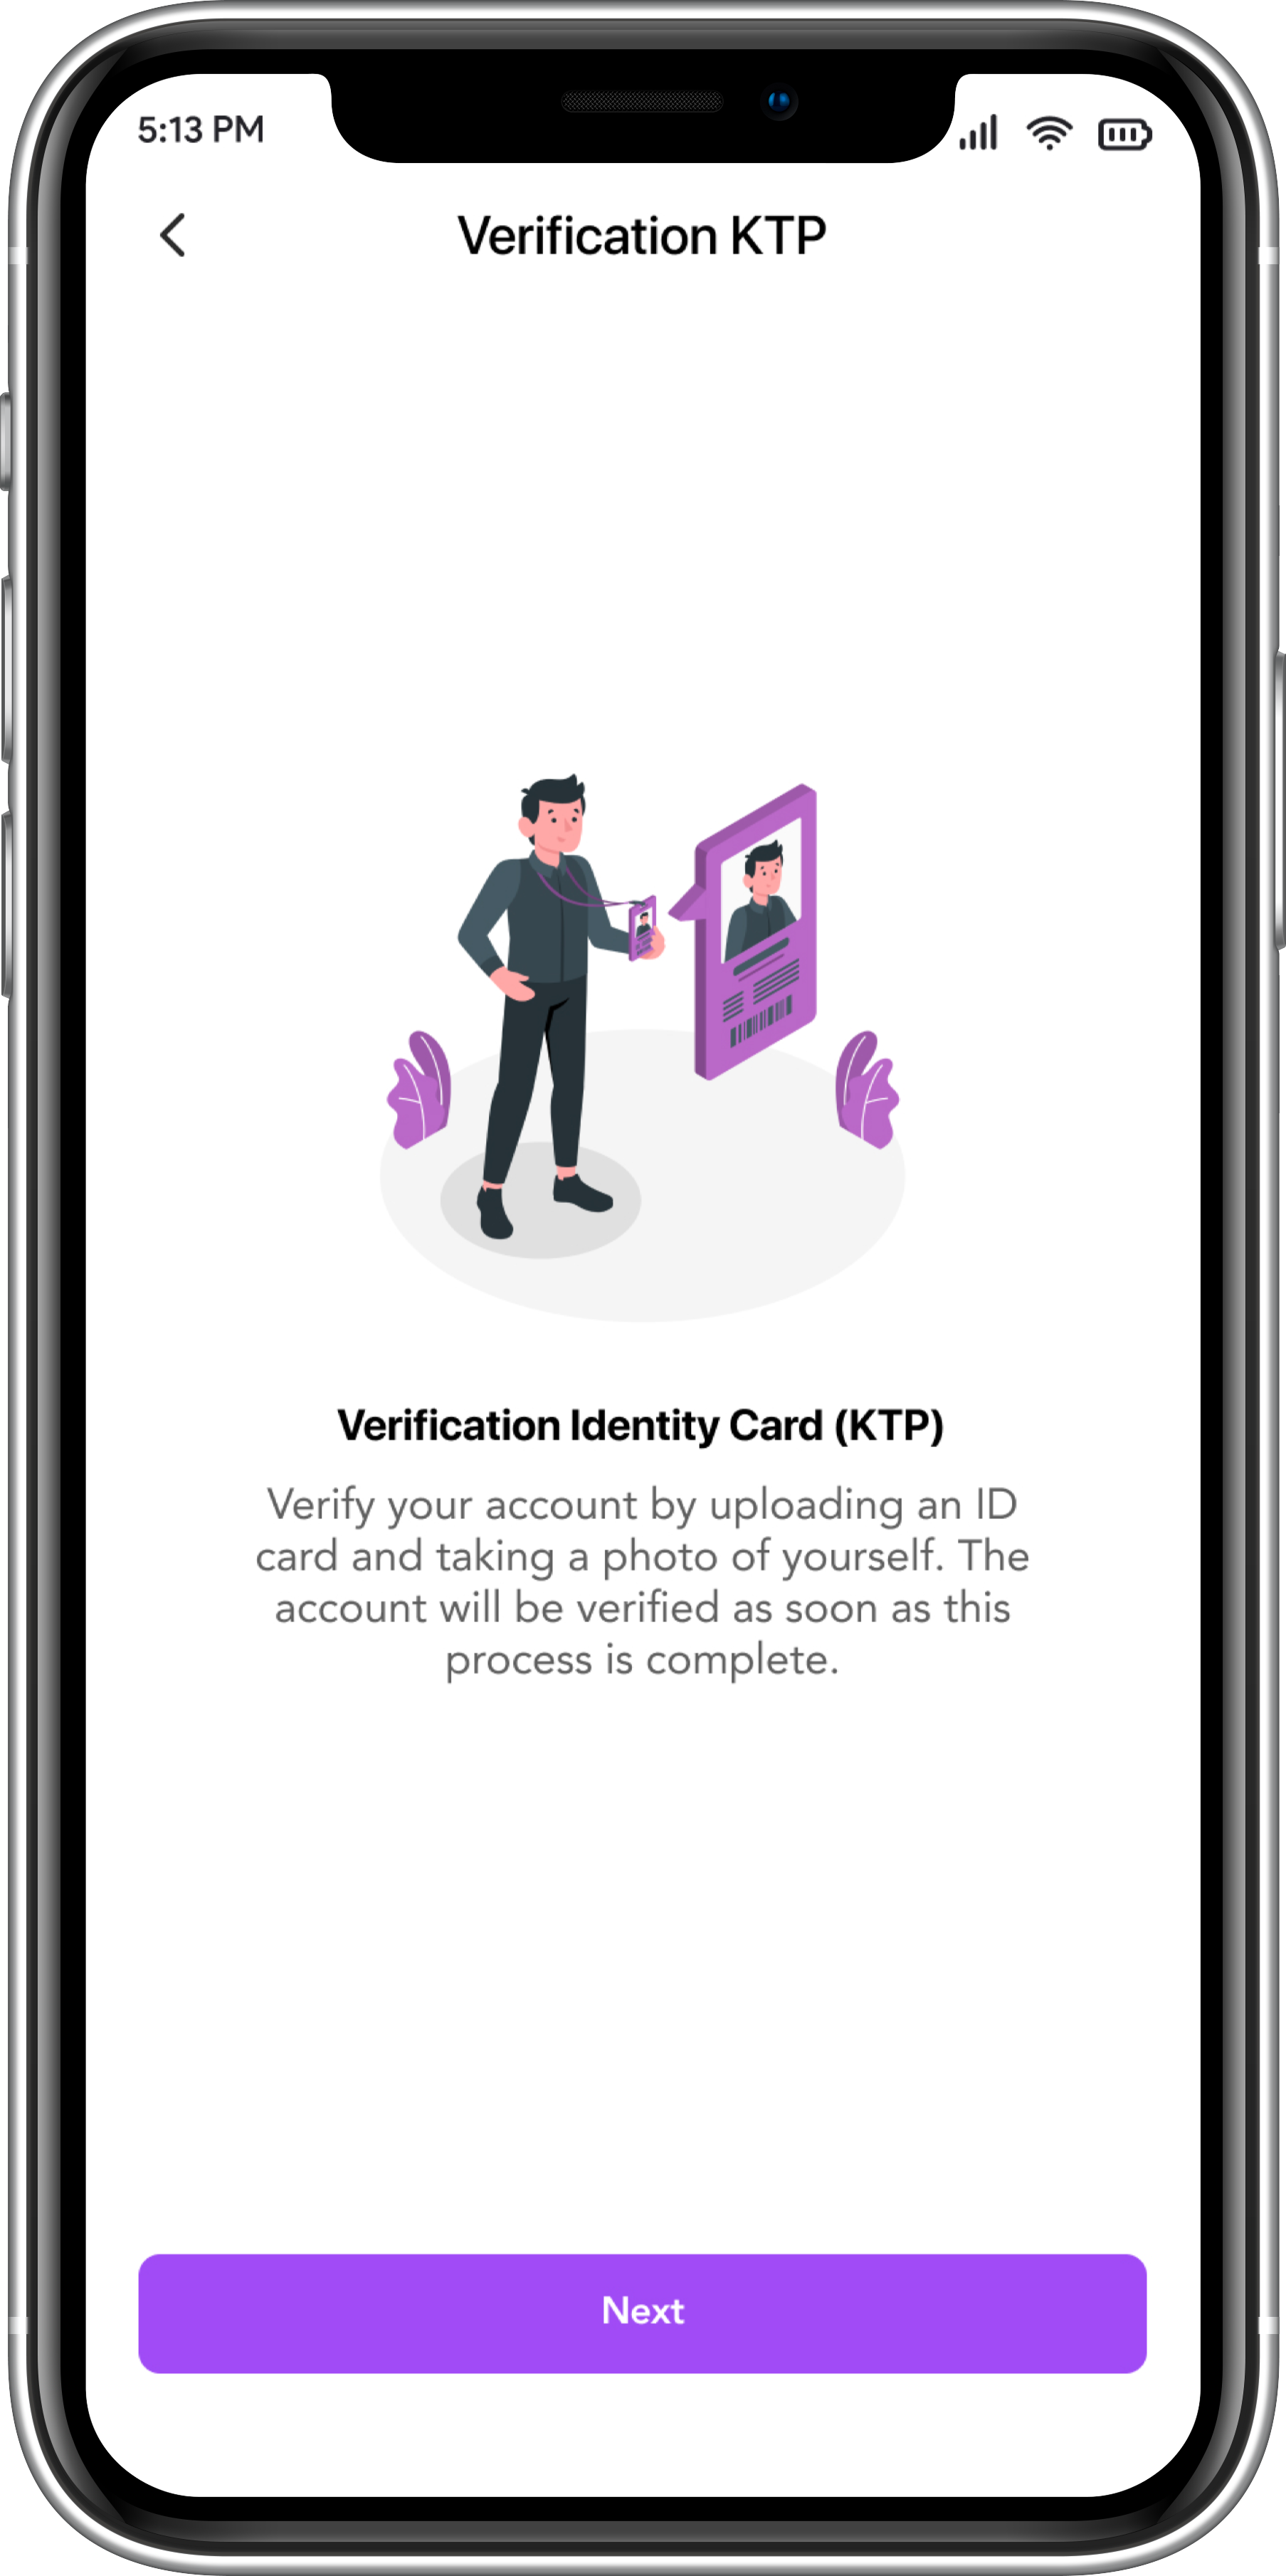 5:13 PM
Verification KTP
Verification Identity Card (KTP)
Verify your account by uploading an ID
card and taking a photo of yourself. The
account will be verified as soon as this
process is complete.
Next